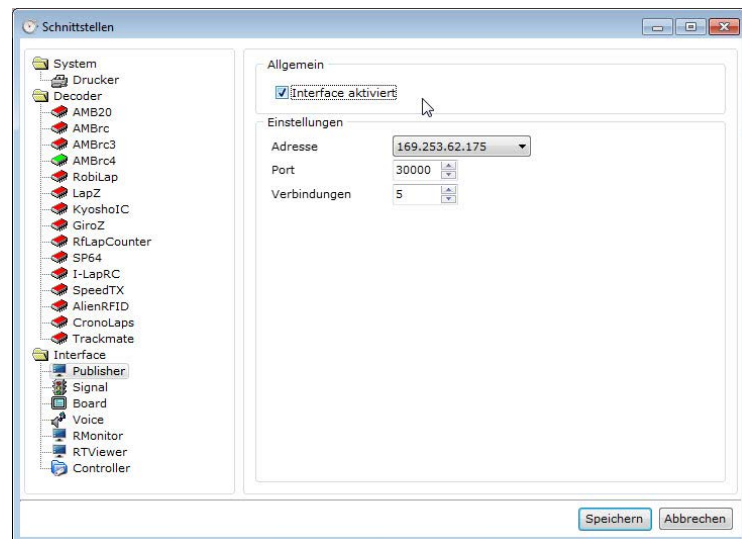 Schnittstellen
System
Drucker
Decoder
AMB20
AMBrc
AMBrc3
AMBrc4
RobiLap
LapZ
KyoshoIC
GiroZ
RfLapCounter
SP64
I-LapRC
SpeedTX
AlienRFID
CronoLaps
Trackmate
Interface
Publisher
Signal
Board
Voice
RMonitor
RTViewer
Controller
Allgemein
Interface aktiviert
Einstellungen
Adresse 169.253.62.175
Port 30000
Verbindungen 5
Speichern Abbrechen